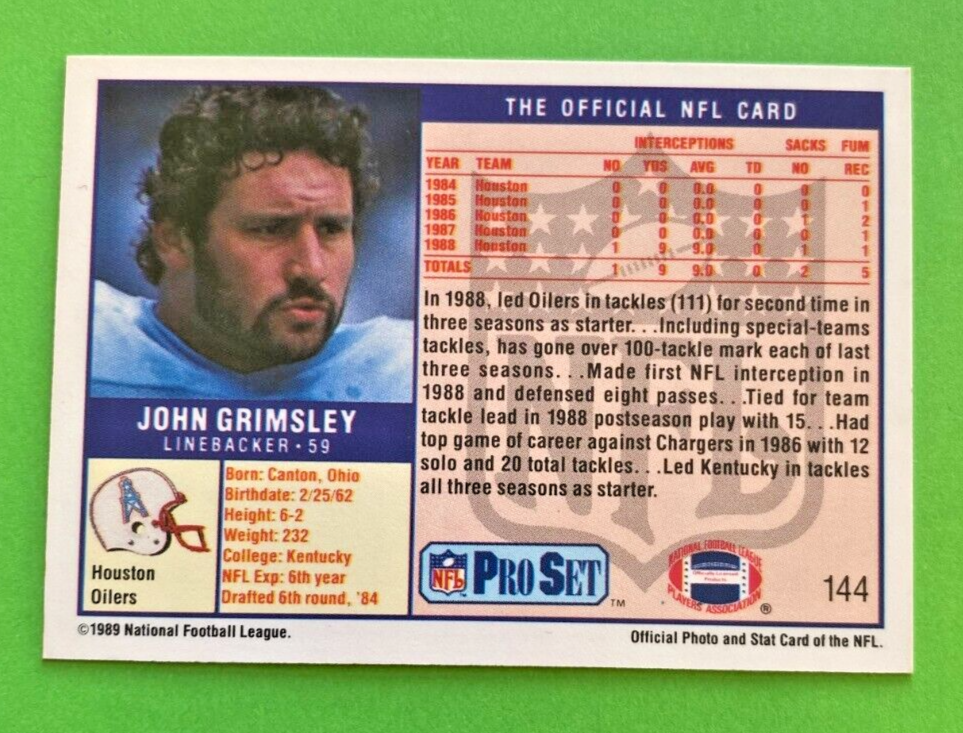 THE OFFICIAL NFL CARD
INTERCEPTIONS SACKS FUM
YEAR TEAM NO YDS AVG TD NO REC
1984 Houston 0 0 0.0 0 0 0
1985 Houston 0 0 0.0 0 0 1
1986 Houston 0 0 0.0 0 1 2
1987 Houston 0 0 0.0 0 0 1
1988 Houston 1 9 9.0 0 1 1
TOTALS 1 9 9.0 0 2 5
In 1988, led Oilers in tackles (111) for second time in
three seasons as starter. . .Including special-teams
tackles, has gone over 100-tackle mark each of last
three seasons. . .Made first NFL interception in
1988 and defensed eight passes. . .Tied for team
tackle lead in 1988 postseason play with 15. . .Had
top game of career against Chargers in 1986 with 12
solo and 20 total tackles. . .Led Kentucky in tackles
all three seasons as starter.
JOHN GRIMSLEY
LINEBACKER • 59
Houston
Oilers
Born: Canton, Ohio
Birthdate: 2/25/62
Height: 6-2
Weight: 232
College: Kentucky
NFL Exp: 6th year
Drafted 6th round, '84
NFL PRO SET ™
NATIONAL FOOTBALL LEAGUE
Officially Licensed
Products
PLAYERS ASSOCIATION ®
144
©1989 National Football League.
Official Photo and Stat Card of the NFL.